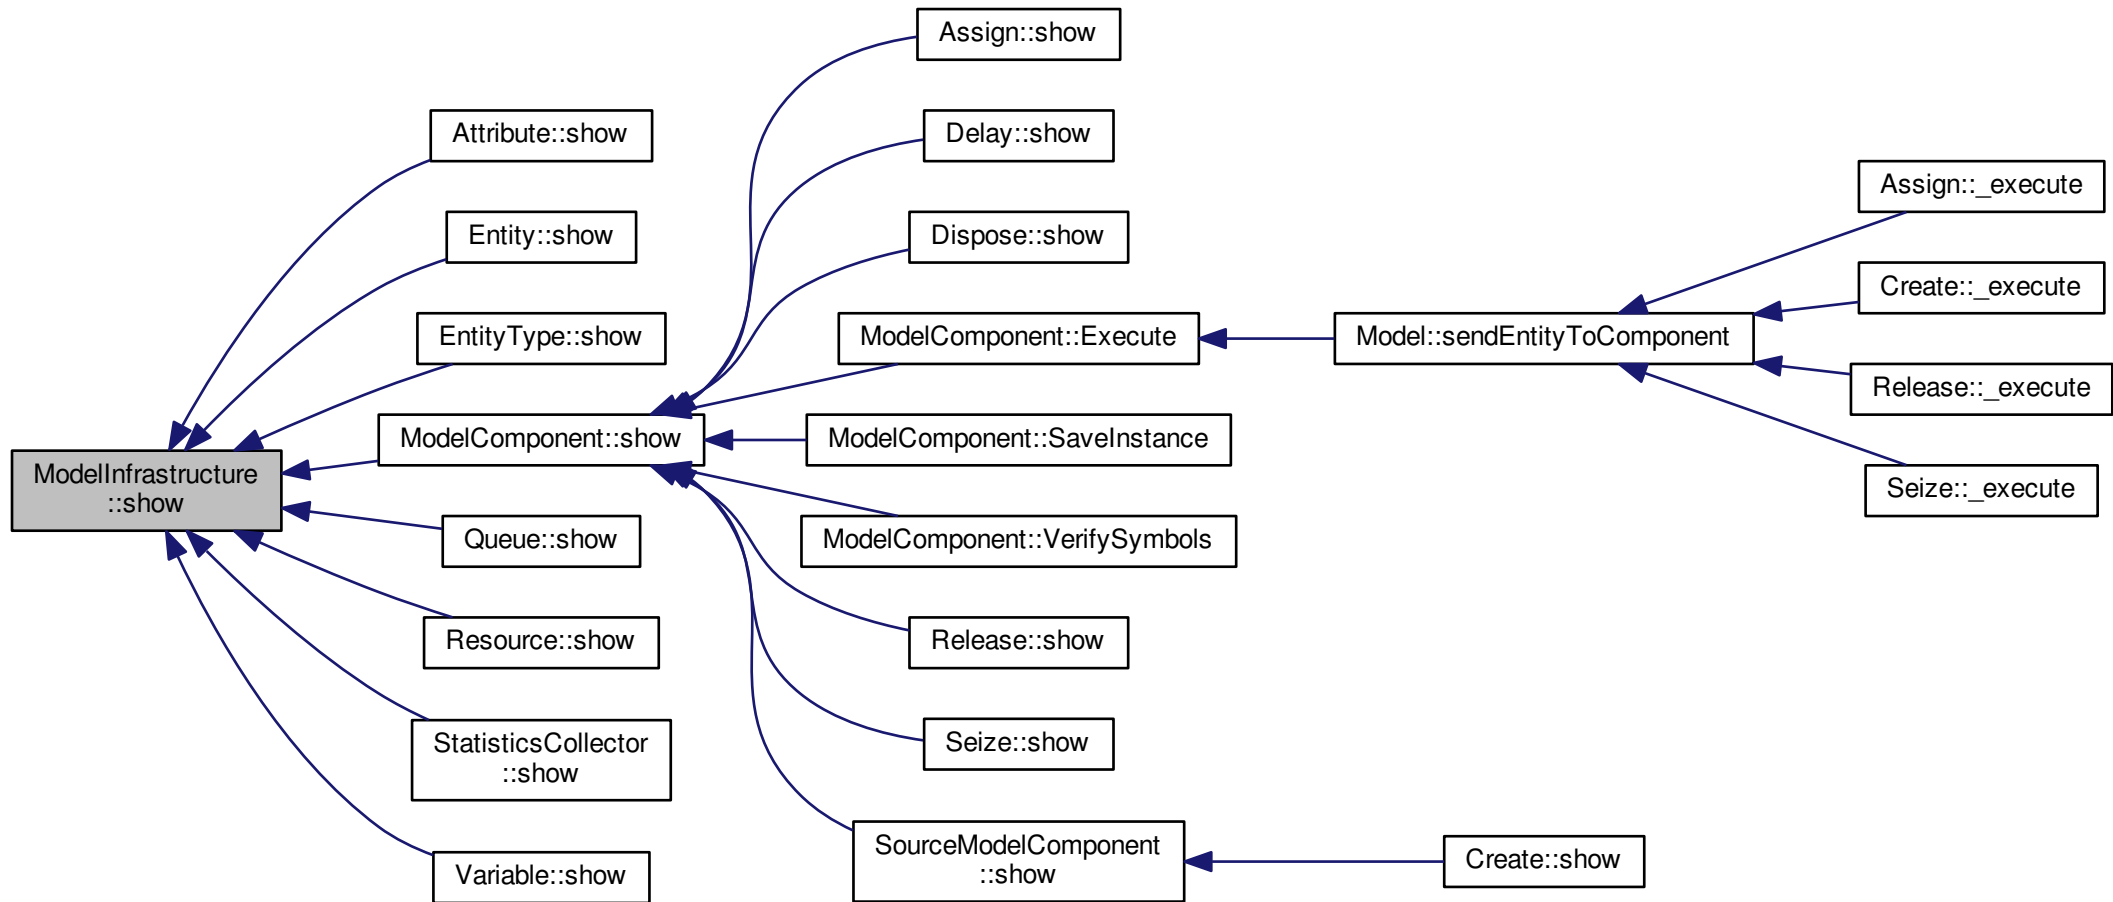 Assign::show
Attribute::show
Delay::show
Assign::_execute
Entity::show
Dispose::show
Create::_execute
EntityType::show
ModelComponent::Execute
Model::sendEntityToComponent
Release::_execute
ModelComponent::show
ModelComponent::SaveInstance
ModelInfrastructure
::show
Seize::_execute
Queue::show
ModelComponent::VerifySymbols
Resource::show
Release::show
StatisticsCollector
::show
Seize::show
SourceModelComponent
::show
Create::show
Variable::show